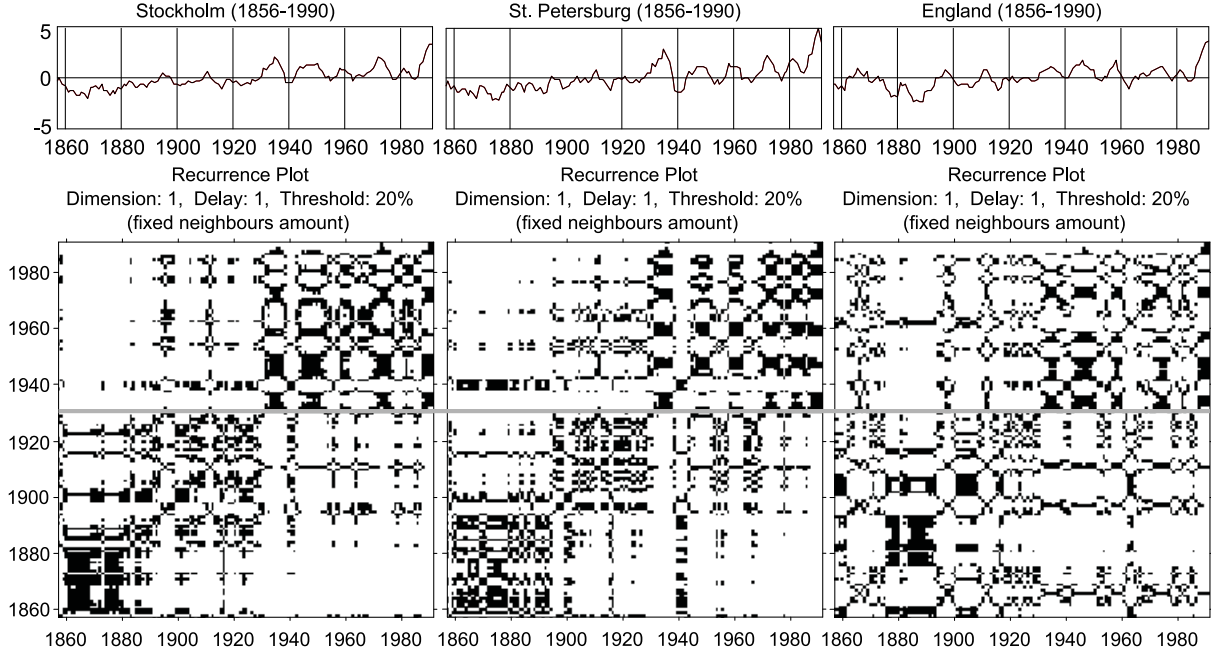 Stockholm (1856-1990) St. Petersburg (1856-1990) England (1856-1990)
5
0
-5
1860 1880 1900 1920 1940 1960 1980 1860 1880 1900 1920 1940 1960 1980 1860 1880 1900 1920 1940 1960 1980
Recurrence Plot Recurrence Plot Recurrence Plot
Dimension: 1, Delay: 1, Threshold: 20% Dimension: 1, Delay: 1, Threshold: 20% Dimension: 1, Delay: 1, Threshold: 20%
(fixed neighbours amount) (fixed neighbours amount) (fixed neighbours amount)
1980
1960
1940
1920
1900
1880
1860
1860 1880 1900 1920 1940 1960 1980 1860 1880 1900 1920 1940 1960 1980 1860 1880 1900 1920 1940 1960 1980